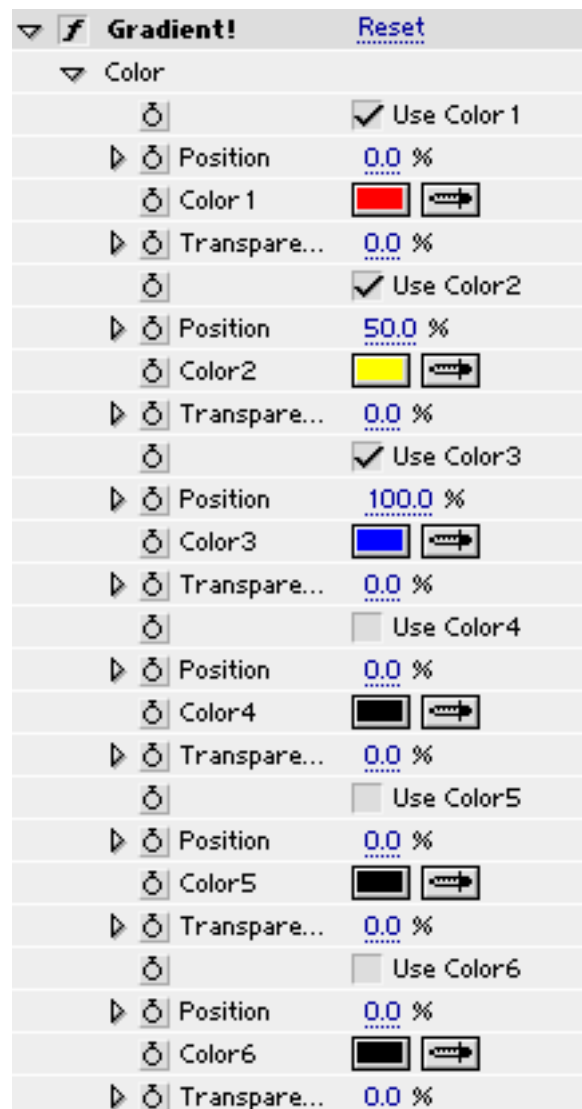 f Gradient! Reset
Color
Use Color 1
Position 0.0 %
Color 1
Transpare... 0.0 %
Use Color2
Position 50.0 %
Color2
Transpare... 0.0 %
Use Color3
Position 100.0 %
Color3
Transpare... 0.0 %
Use Color4
Position 0.0 %
Color4
Transpare... 0.0 %
Use Color5
Position 0.0 %
Color5
Transpare... 0.0 %
Use Color6
Position 0.0 %
Color6
Transpare... 0.0 %